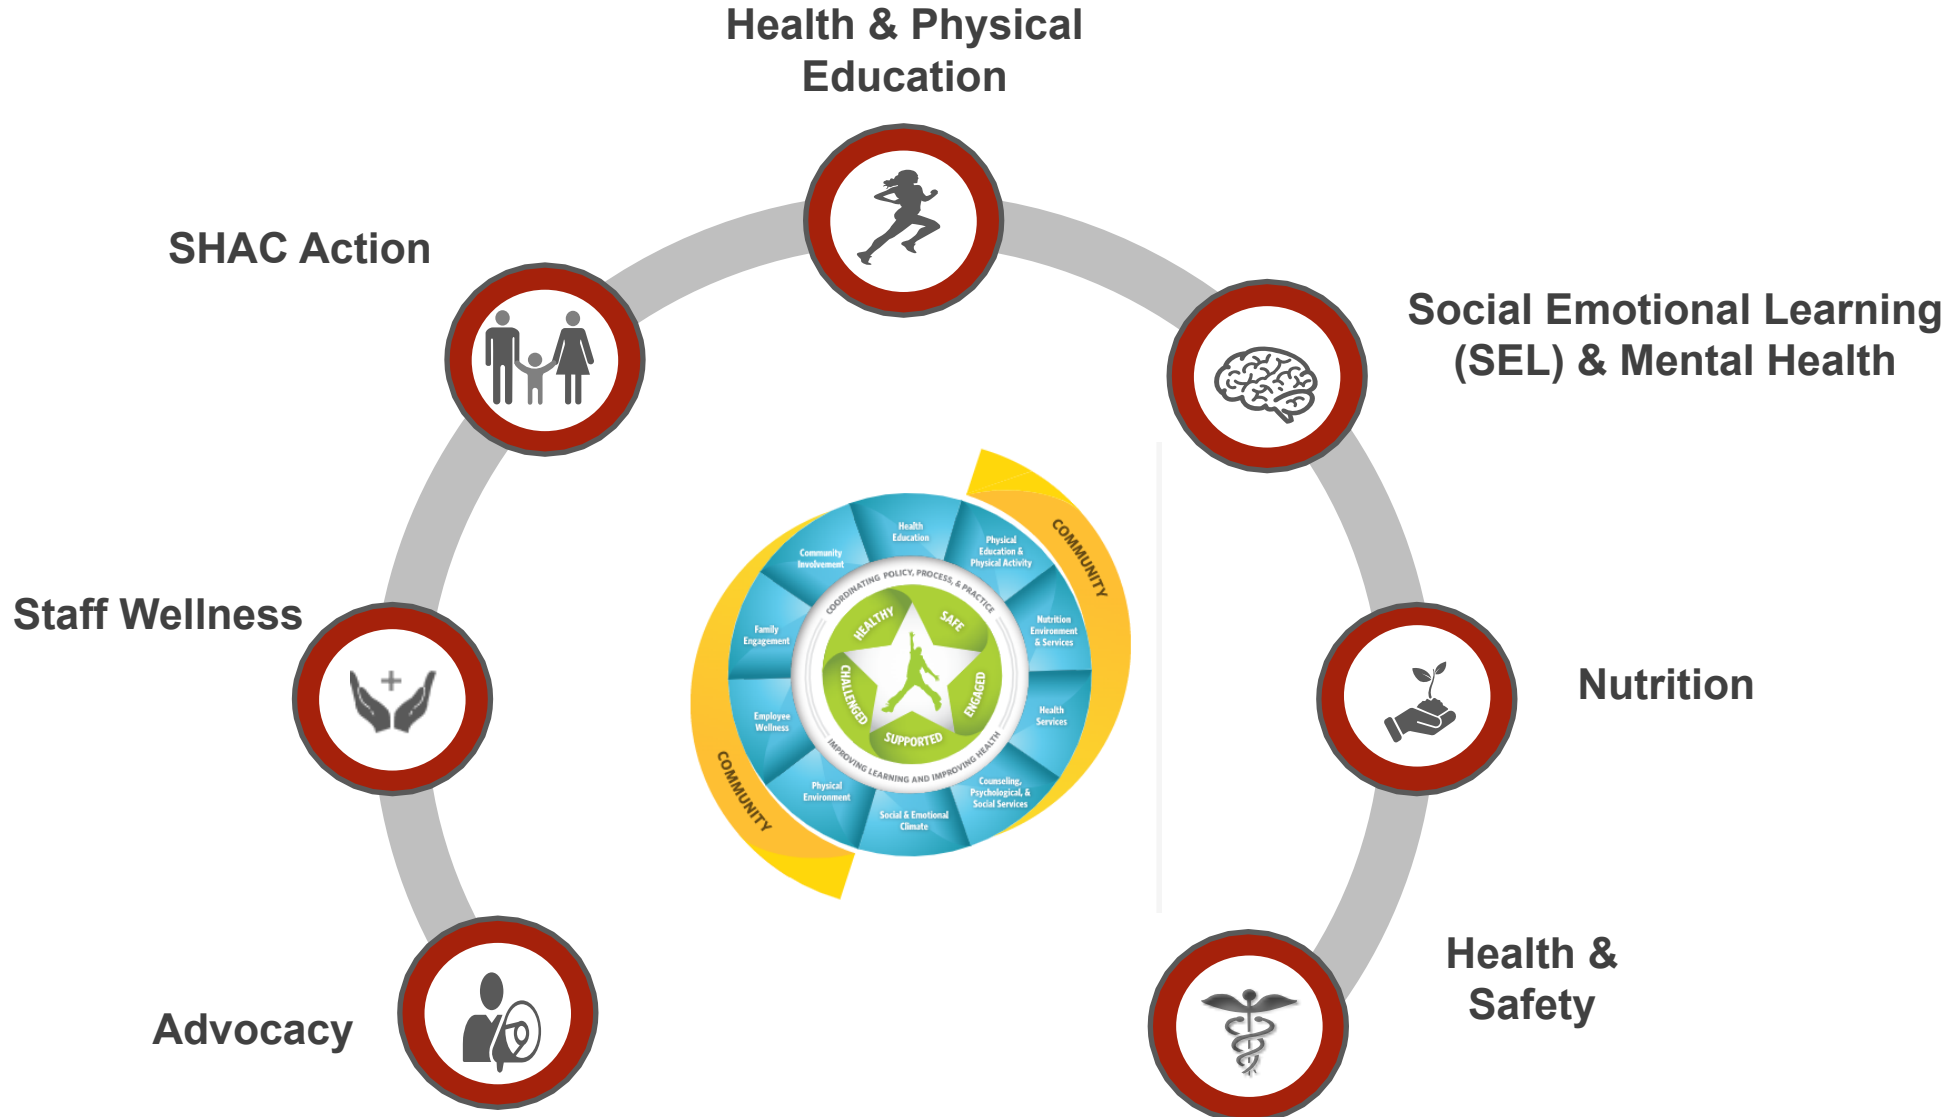 Health & Physical
Education
SHAC Action
Social Emotional Learning
(SEL) & Mental Health
Staff Wellness
Nutrition
Advocacy
Health &
Safety
COMMUNITY
Health
Education
Physical
Education &
Physical Activity
Nutrition
Environment
& Services
Health
Services
Counseling,
Psychological, &
Social Services
Social & Emotional
Climate
Physical
Environment
Employee
Wellness
Family
Engagement
Community
Involvement
COMMUNITY
COORDINATING POLICY, PROCESS, & PRACTICE
IMPROVING LEARNING AND IMPROVING HEALTH
HEALTHY
SAFE
ENGAGED
SUPPORTED
CHALLENGED